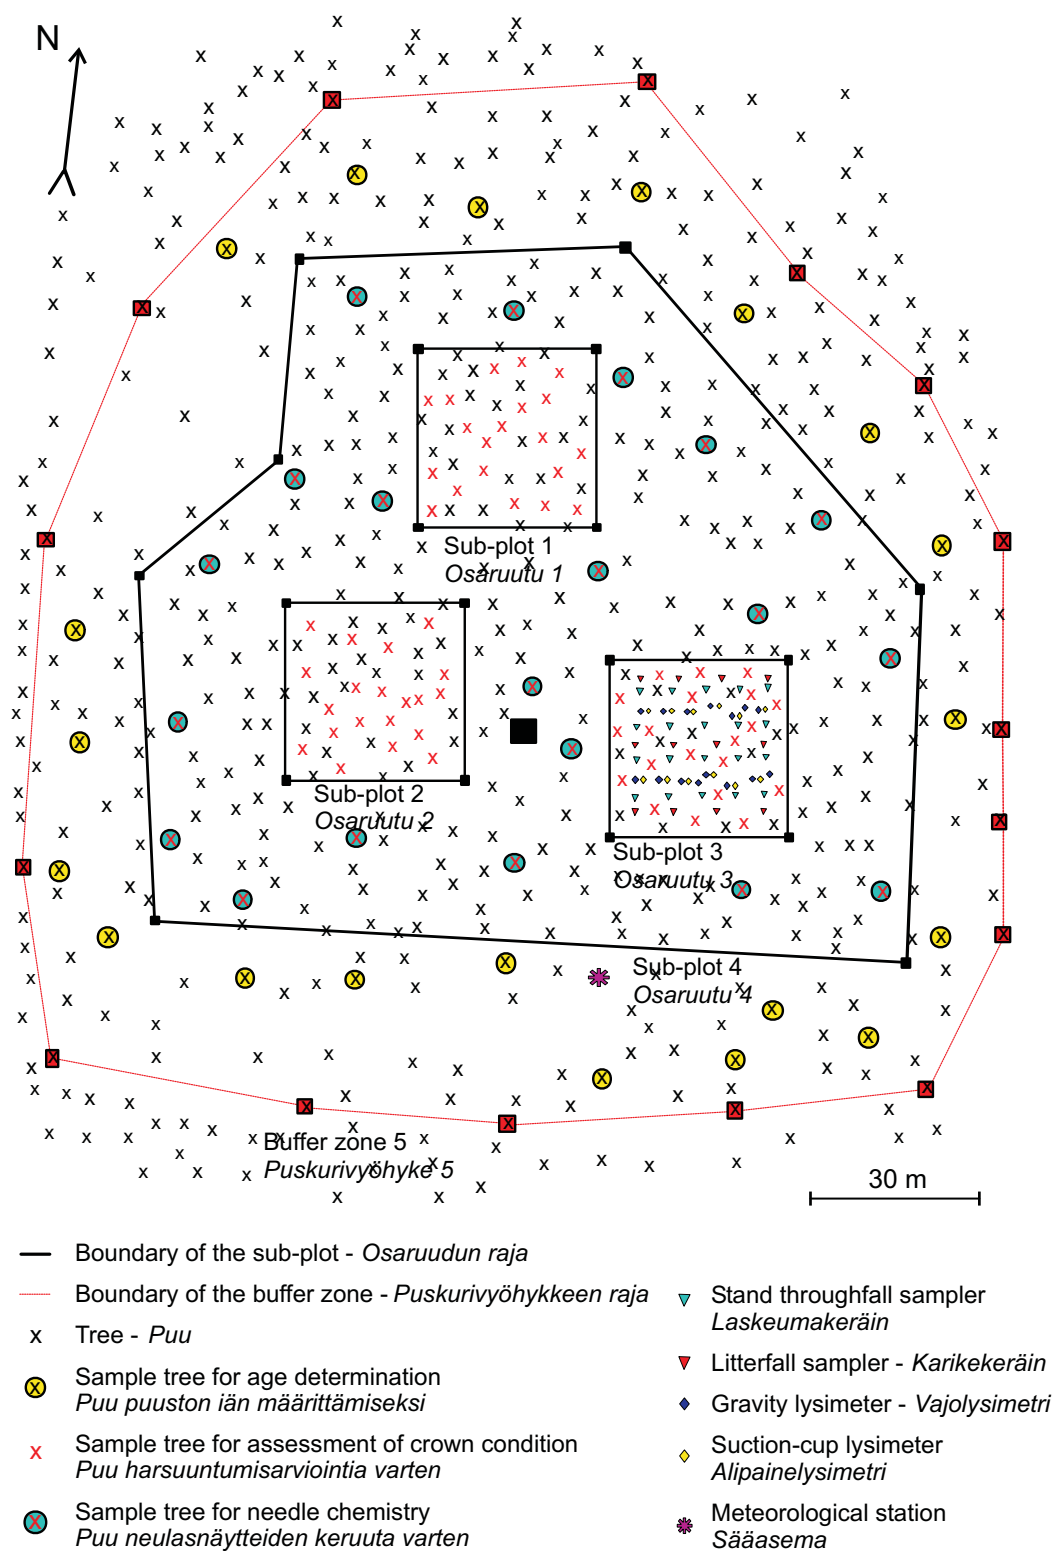 N
Sub-plot 1
Osaruutu 1
Sub-plot 2
Osaruutu 2
Sub-plot 3
Osaruutu 3
Sub-plot 4
Osaruutu 4
Buffer zone 5
Puskurivyöhyke 5
30 m
Boundary of the sub-plot - Osaruudun raja
Boundary of the buffer zone - Puskurivyöhykkeen raja
x Tree - Puu
Sample tree for age determination
Puu puuston iän määrittämiseksi
x Sample tree for assessment of crown condition
Puu harsuuntumisarviointia varten
Sample tree for needle chemistry
Puu neulasnäytteiden keruuta varten
Stand throughfall sampler
Laskeumakeräin
Litterfall sampler - Karikekeräin
Gravity lysimeter - Vajolysimetri
Suction-cup lysimeter
Alipainelysimetri
Meteorological station
Sääasema